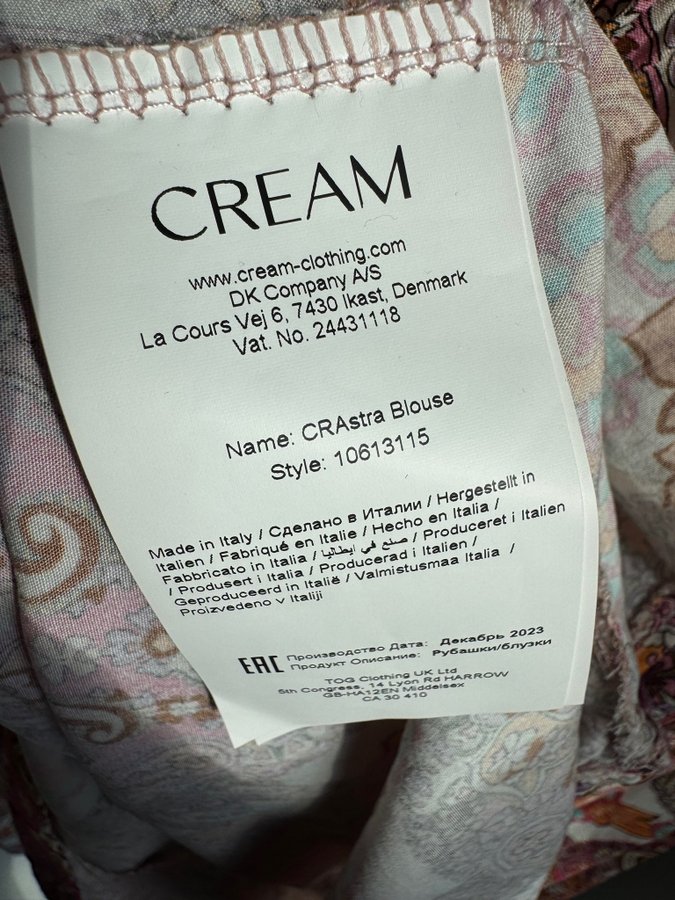 CREAM
www.cream-clothing.com
DK Company A/S
La Cours Vej 6, 7430 Ikast, Denmark
Vat. No. 24431118
Name: CRAstra Blouse
Style: 10613115
Made in Italy / Сделано в Италии / Hergestellt in
Italien / Fabriqué en Italie / Hecho en Italia /
Fabbricato in Italia / صنع في ايطاليا / Produceret i Italien
/ Produsert i Italia / Producerad i Italien /
Geproduceerd in Italië / Valmistusmaa Italia /
Proizvedeno v Italiji
EAC Производство Дата: Декабрь 2023
Продукт Описание: Рубашки/блузки
TOG Clothing UK Ltd
5th Congress, 14 Lyon Rd HARROW
GB-HA12EN Middelsex
CA 30 410